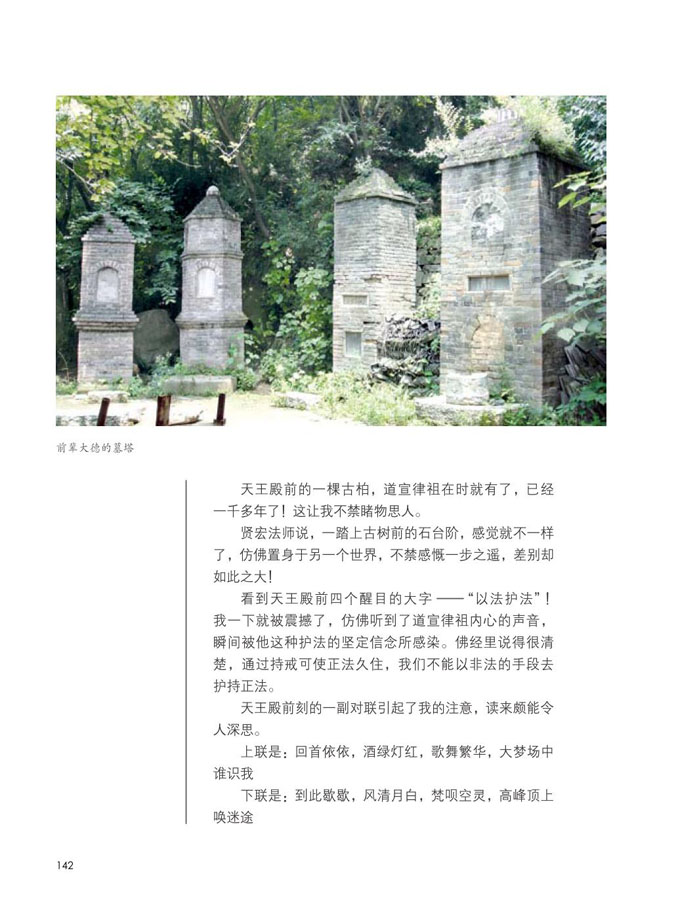 前辈大德的墓塔
天王殿前的一棵古柏，道宣律祖在时就有了，已经
一千多年了！这让我不禁睹物思人。
贤宏法师说，一踏上古树前的石台阶，感觉就不一样
了，仿佛置身于另一个世界，不禁感慨一步之遥，差别却
如此之大！
看到天王殿前四个醒目的大字——“以法护法”！
我一下就被震撼了，仿佛听到了道宣律祖内心的声音，
瞬间被他这种护法的坚定信念所感染。佛经里说得很清
楚，通过持戒可使正法久住，我们不能以非法的手段去
护持正法。
天王殿前刻的一副对联引起了我的注意，读来颇能令
人深思。
上联是：回首依依，酒绿灯红，歌舞繁华，大梦场中
谁识我
下联是：到此歇歇，风清月白，梵呗空灵，高峰顶上
唤迷途
142